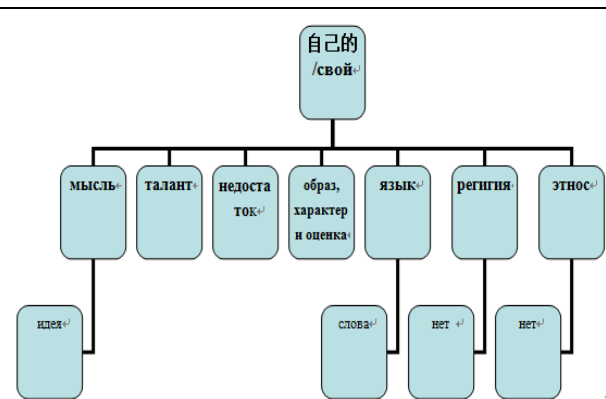 自己的
/свой
мысль
талант
недоста
ток
образ,
характер
и оценка
язык
регигия
этнос
идея
слова
нет
нет